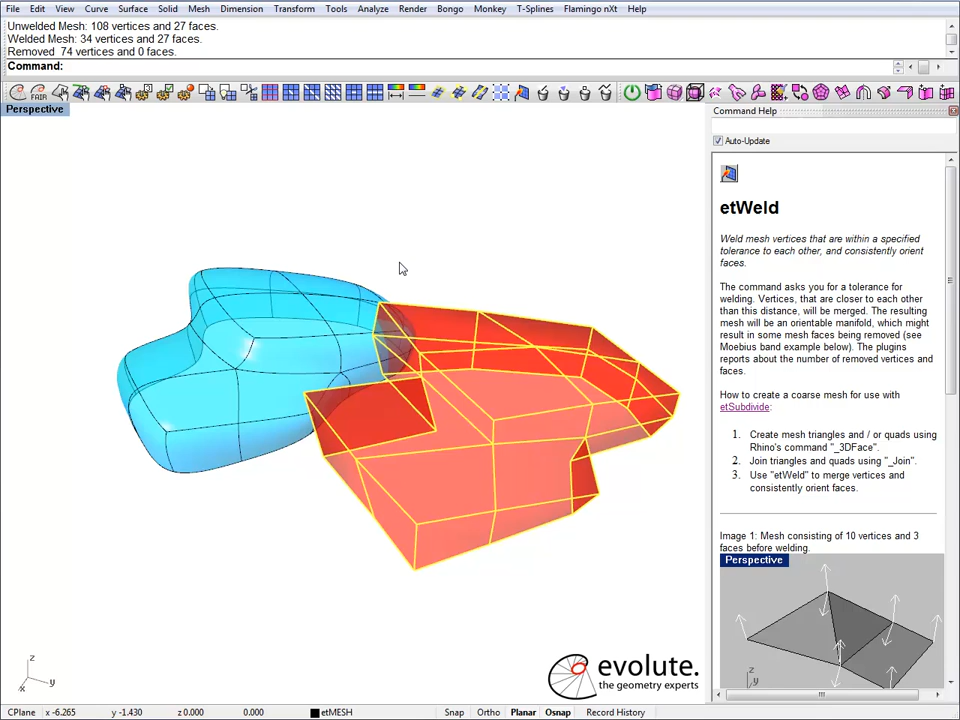 File Edit View Curve Surface Solid Mesh Dimension Transform Tools Analyze Render Bongo Monkey T-Splines Flamingo nXt Help
Unwelded Mesh: 108 vertices and 27 faces.
Welded Mesh: 34 vertices and 27 faces.
Removed 74 vertices and 0 faces.
Command:
FAIR
Perspective
Command Help
Auto-Update
etWeld
Weld mesh vertices that are within a specified
tolerance to each other, and consistently orient
faces.
The command asks you for a tolerance for
welding. Vertices, that are closer to each other
than this distance, will be merged. The resulting
mesh will be an orientable manifold, which might
result in some mesh faces being removed (see
Moebius band example below). The plugins
reports about the number of removed vertices and
faces.
How to create a coarse mesh for use with
etSubdivide:
1. Create mesh triangles and / or quads using
Rhino's command "_3DFace".
2. Join triangles and quads using "_Join".
3. Use "etWeld" to merge vertices and
consistently orient faces.
Image 1: Mesh consisting of 10 vertices and 3
faces before welding.
Perspective
z
y
z
y
x
evolute.
the geometry experts
CPlane x -6.265 y -1.430 z 0.000 0.000 etMESH Snap Ortho Planar Osnap Record History